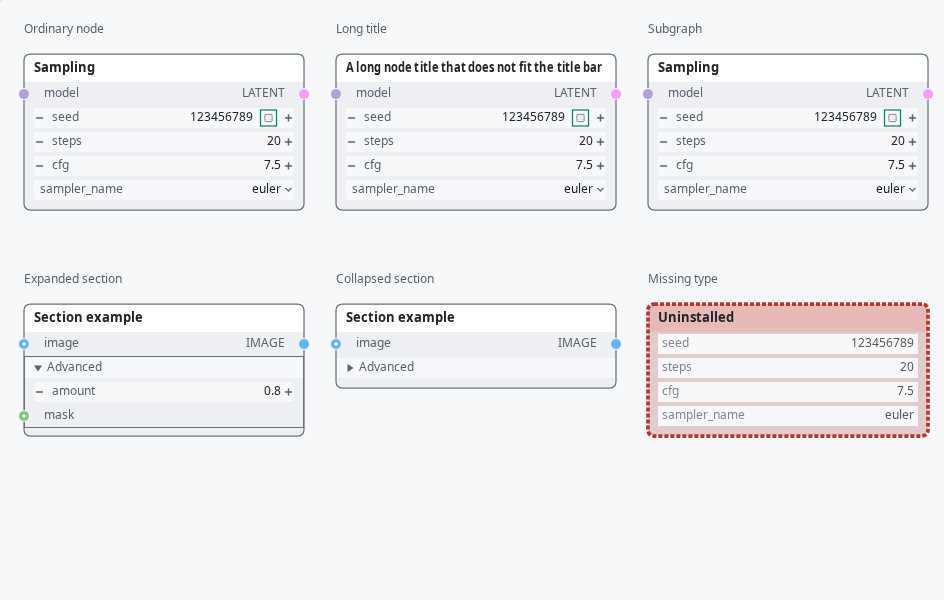 Ordinary node
Long title
Subgraph
Sampling
A long node title that does not fit the title bar
Sampling
model LATENT
model LATENT
model LATENT
seed 123456789
seed 123456789
seed 123456789
steps 20
steps 20
steps 20
cfg 7.5
cfg 7.5
cfg 7.5
sampler_name euler
sampler_name euler
sampler_name euler
Expanded section
Collapsed section
Missing type
Section example
Section example
Uninstalled
image IMAGE
image IMAGE
seed 123456789
Advanced
Advanced
steps 20
amount 0.8
cfg 7.5
mask
sampler_name euler